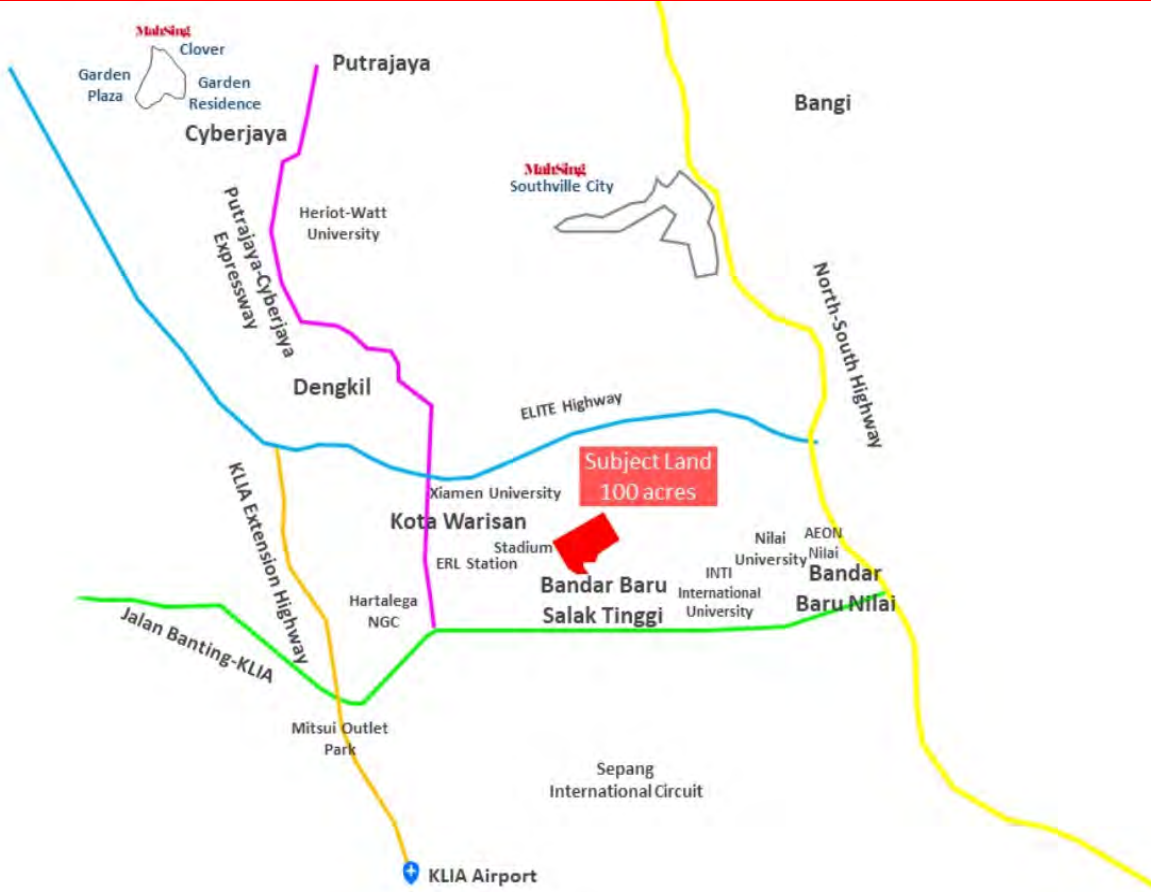 MahSing
Clover
Garden
Plaza
Garden
Residence
Cyberjaya
Putrajaya
Bangi
MahSing
Southville City
Heriot-Watt
University
Putrajaya-Cyberjaya
Expressway
North-South Highway
Dengkil
ELITE Highway
Subject Land
100 acres
KLIA Extension Highway
Xiamen University
Kota Warisan
Stadium
ERL Station
Nilai
University
AEON
Nilai
INTI
International
University
Bandar
Baru Nilai
Bandar Baru
Salak Tinggi
Hartalega
NGC
Jalan Banting-KLIA
Mitsui Outlet
Park
Sepang
International Circuit
KLIA Airport